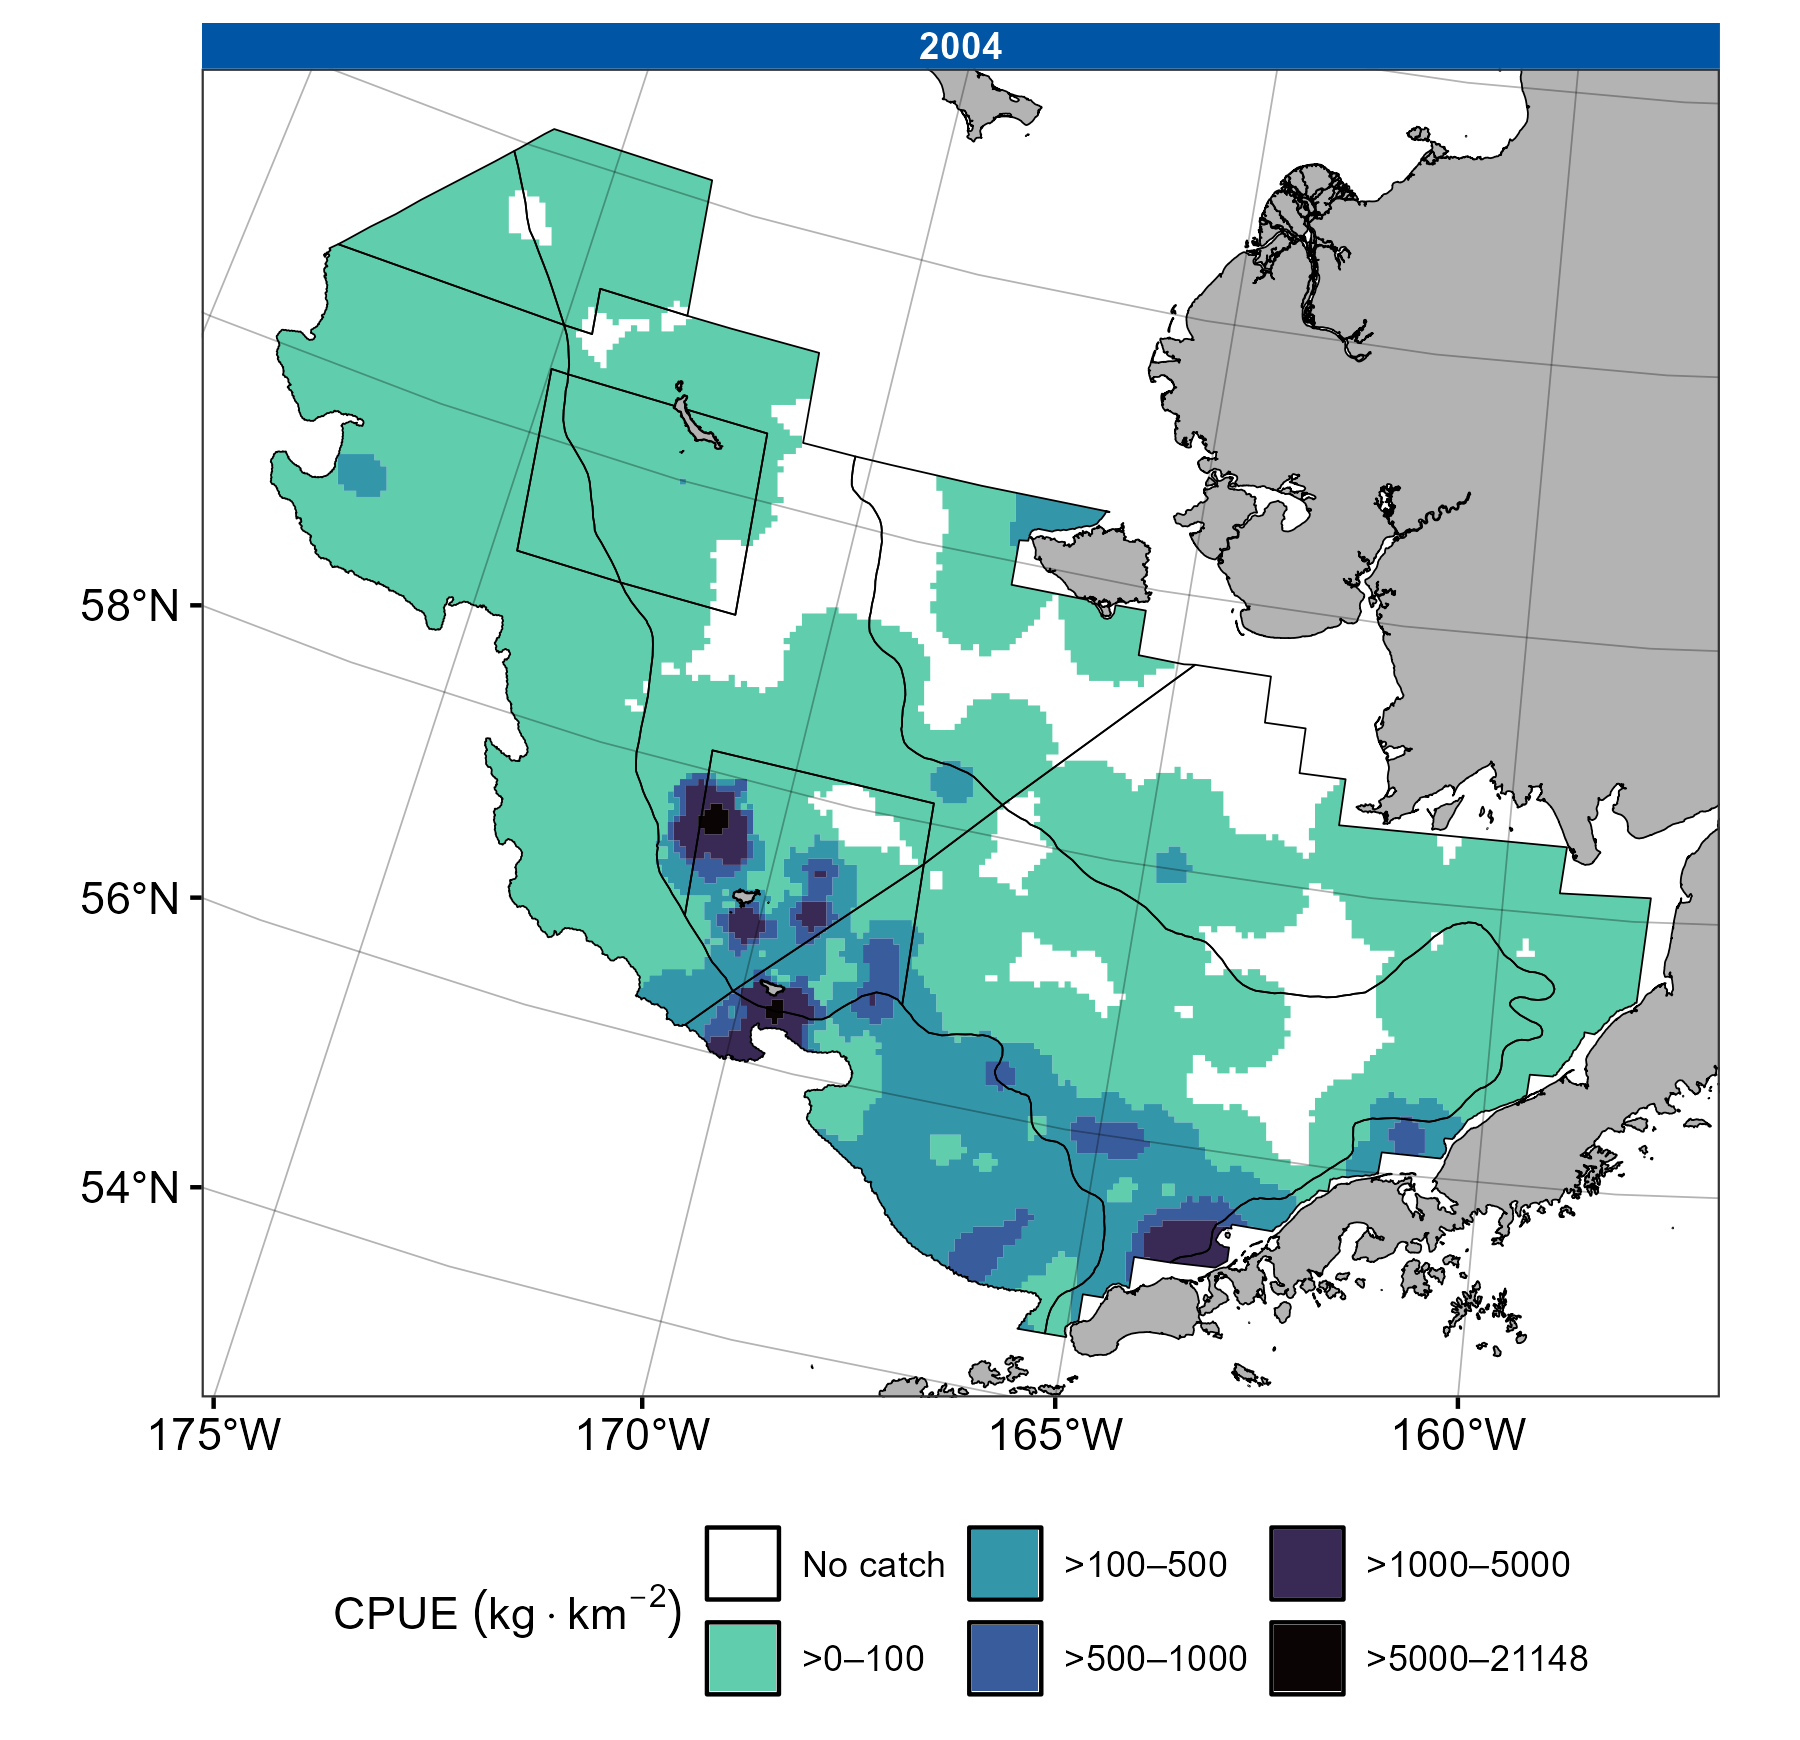 2004
58°N
56°N
54°N
175°W 170°W 165°W 160°W
CPUE (kg · km⁻²)
No catch >100–500 >1000–5000
>0–100 >500–1000 >5000–21148